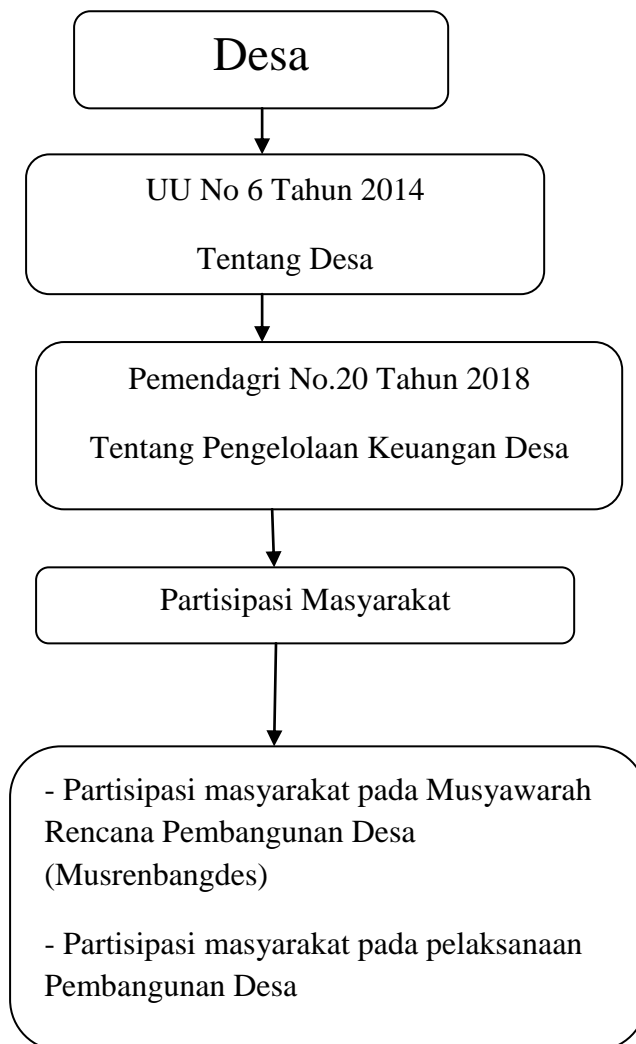 Desa
UU No 6 Tahun 2014
Tentang Desa
Pemendagri No.20 Tahun 2018
Tentang Pengelolaan Keuangan Desa
Partisipasi Masyarakat
- Partisipasi masyarakat pada Musyawarah
Rencana Pembangunan Desa
(Musrenbangdes)
- Partisipasi masyarakat pada pelaksanaan
Pembangunan Desa